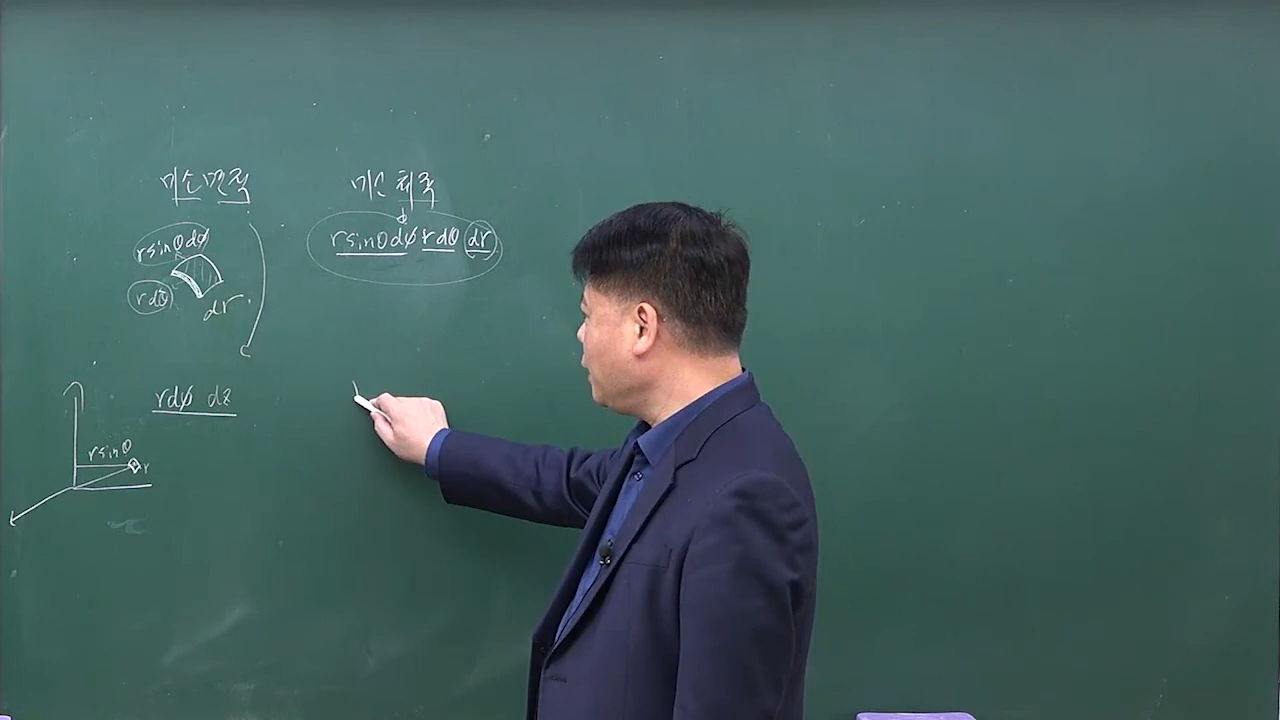 미소 면적
미소 체적
rsinθdϕ
rdθ
dr
rsinθdϕ rdθ dr
rdϕ dz
rsinθ
r